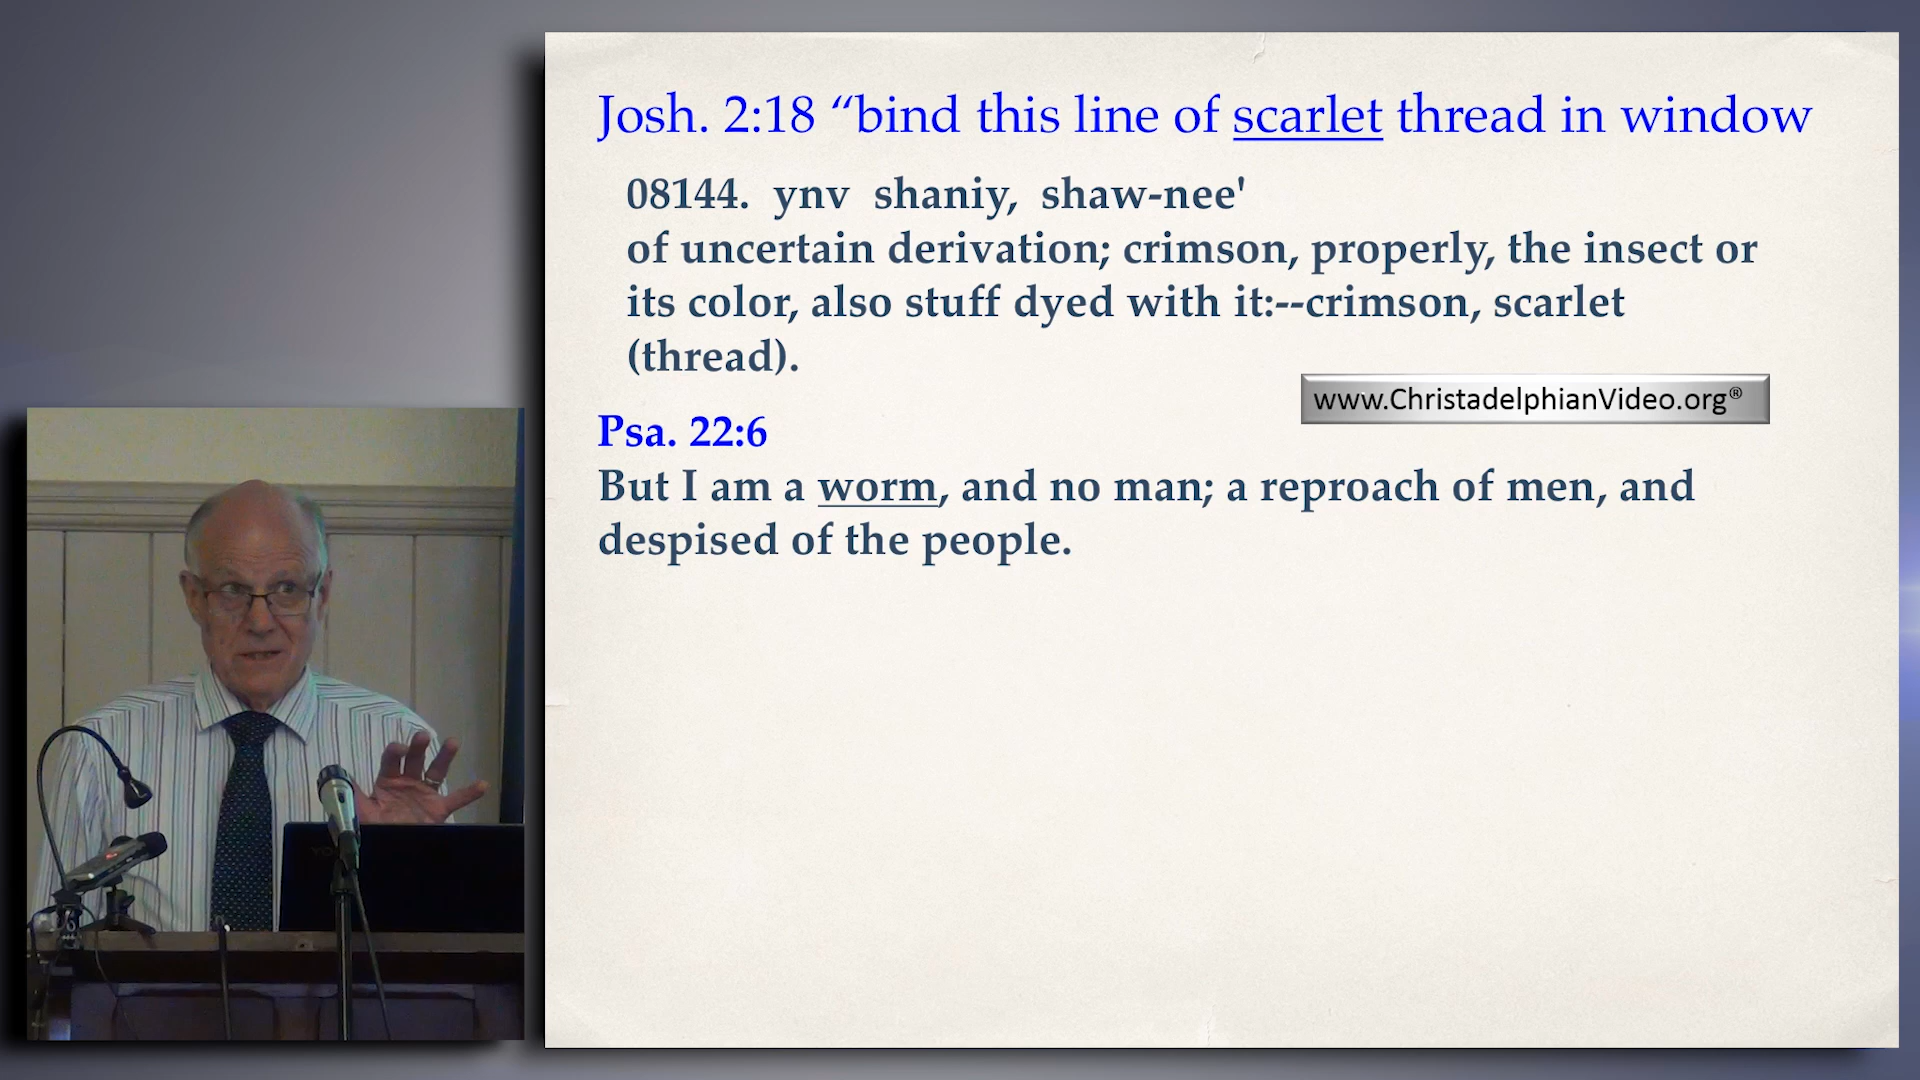 Josh. 2:18 “bind this line of scarlet thread in window
08144. ynv shaniy, shaw-nee'
of uncertain derivation; crimson, properly, the insect or
its color, also stuff dyed with it:--crimson, scarlet
(thread).
www.ChristadelphianVideo.org®
Psa. 22:6
But I am a worm, and no man; a reproach of men, and
despised of the people.